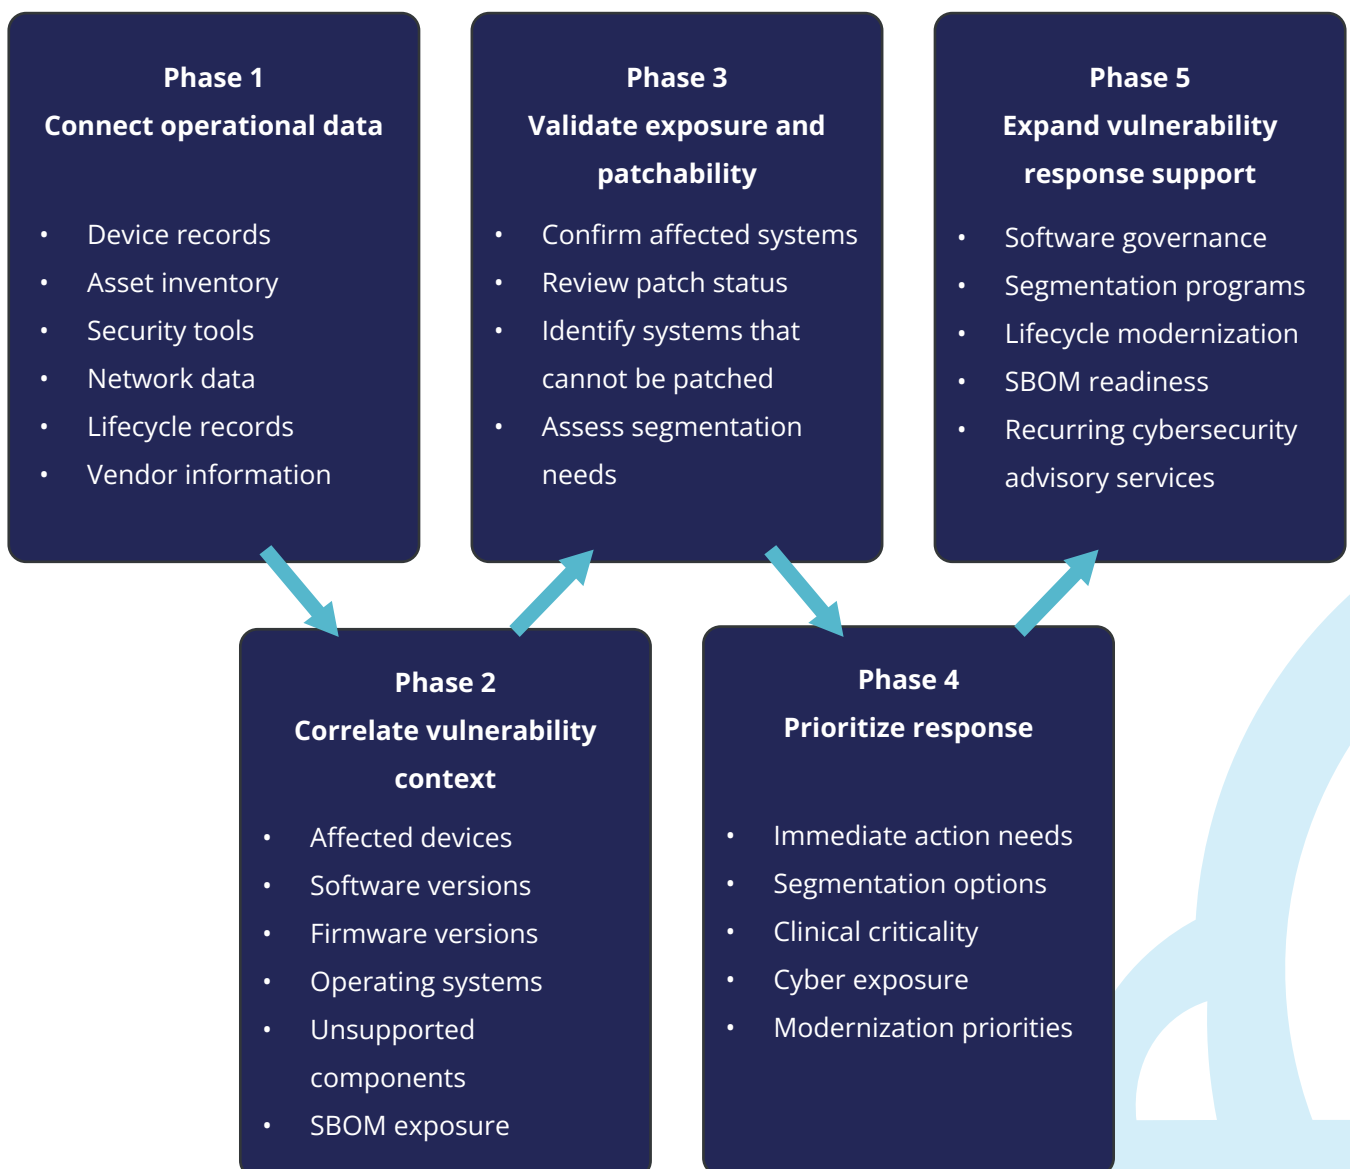 Phase 1
Connect operational data
• Device records
• Asset inventory
• Security tools
• Network data
• Lifecycle records
• Vendor information
Phase 2
Correlate vulnerability
context
• Affected devices
• Software versions
• Firmware versions
• Operating systems
• Unsupported
components
• SBOM exposure
Phase 3
Validate exposure and
patchability
• Confirm affected systems
• Review patch status
• Identify systems that
cannot be patched
• Assess segmentation
needs
Phase 4
Prioritize response
• Immediate action needs
• Segmentation options
• Clinical criticality
• Cyber exposure
• Modernization priorities
Phase 5
Expand vulnerability
response support
• Software governance
• Segmentation programs
• Lifecycle modernization
• SBOM readiness
• Recurring cybersecurity
advisory services